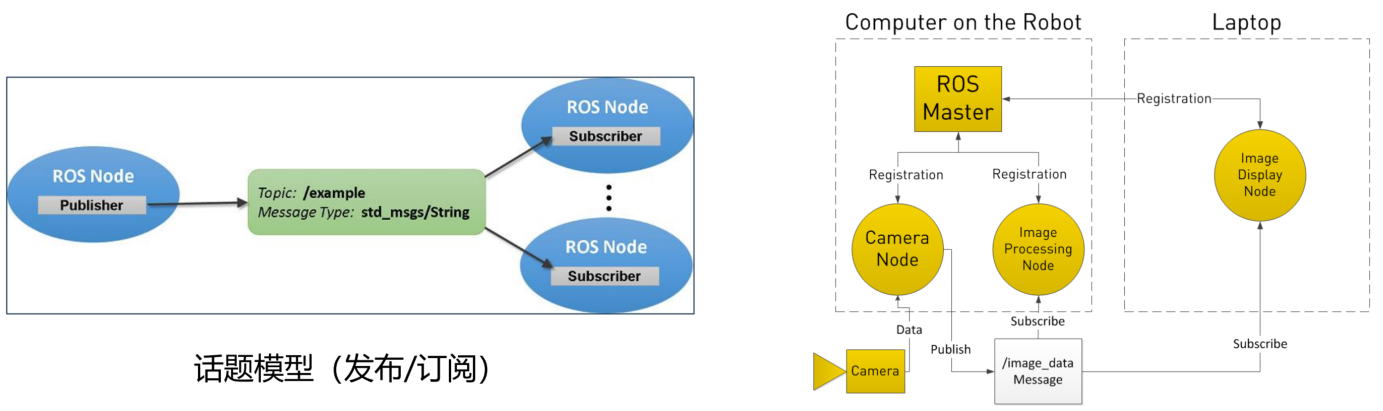 ROS Node
Publisher
Topic: /example
Message Type: std_msgs/String
ROS Node
Subscriber
ROS Node
Subscriber
话题模型（发布/订阅）
Computer on the Robot
Laptop
ROS
Master
Registration
Registration
Registration
Image
Display
Node
Camera
Node
Image
Processing
Node
Data
Subscribe
Publish
Subscribe
Camera
/image_data
Message